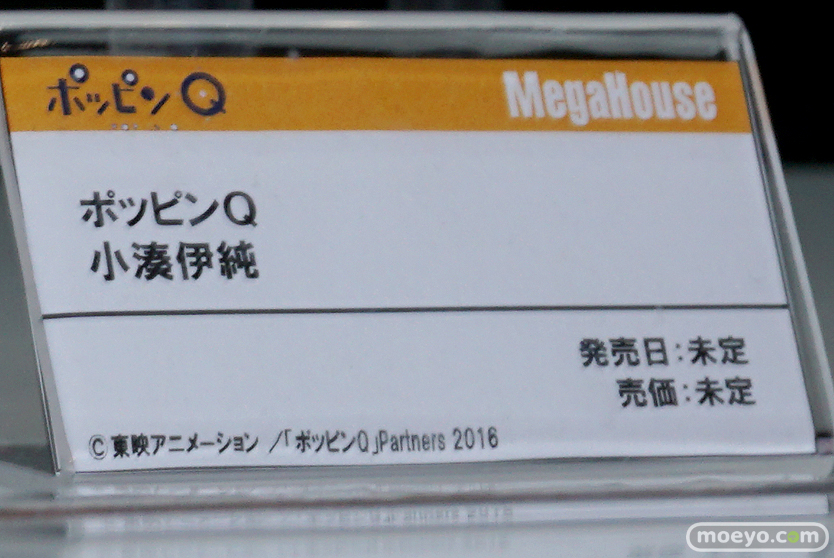 ポッピンQ MegaHouse
ポッピンQ
小湊伊純
発売日：未定
売価：未定
©東映アニメーション /「ポッピンQ」Partners 2016
moeyo.com